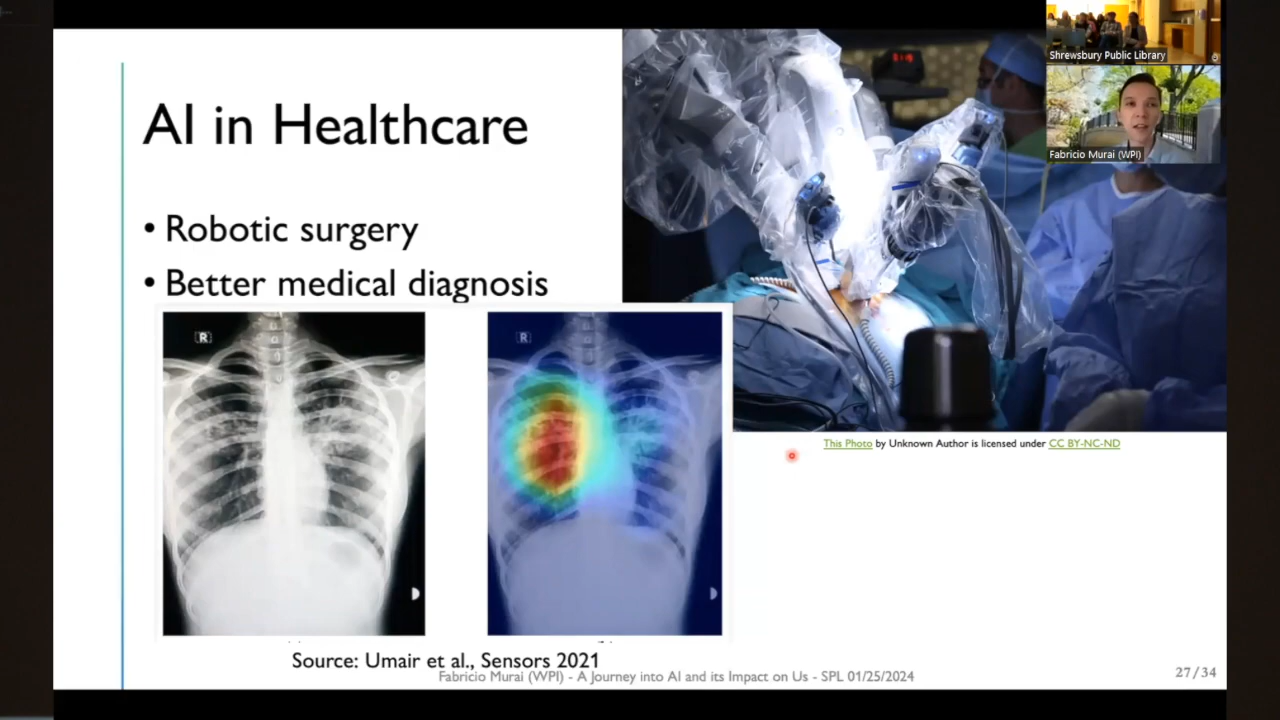 Shrewsbury Public Library
Fabricio Murai (WPI)
AI in Healthcare
• Robotic surgery
• Better medical diagnosis
R
R
This Photo by Unknown Author is licensed under CC BY-NC-ND
Source: Umair et al., Sensors 2021
Fabricio Murai (WPI) - A Journey into AI and its Impact on Us - SPL 01/25/2024
27/34